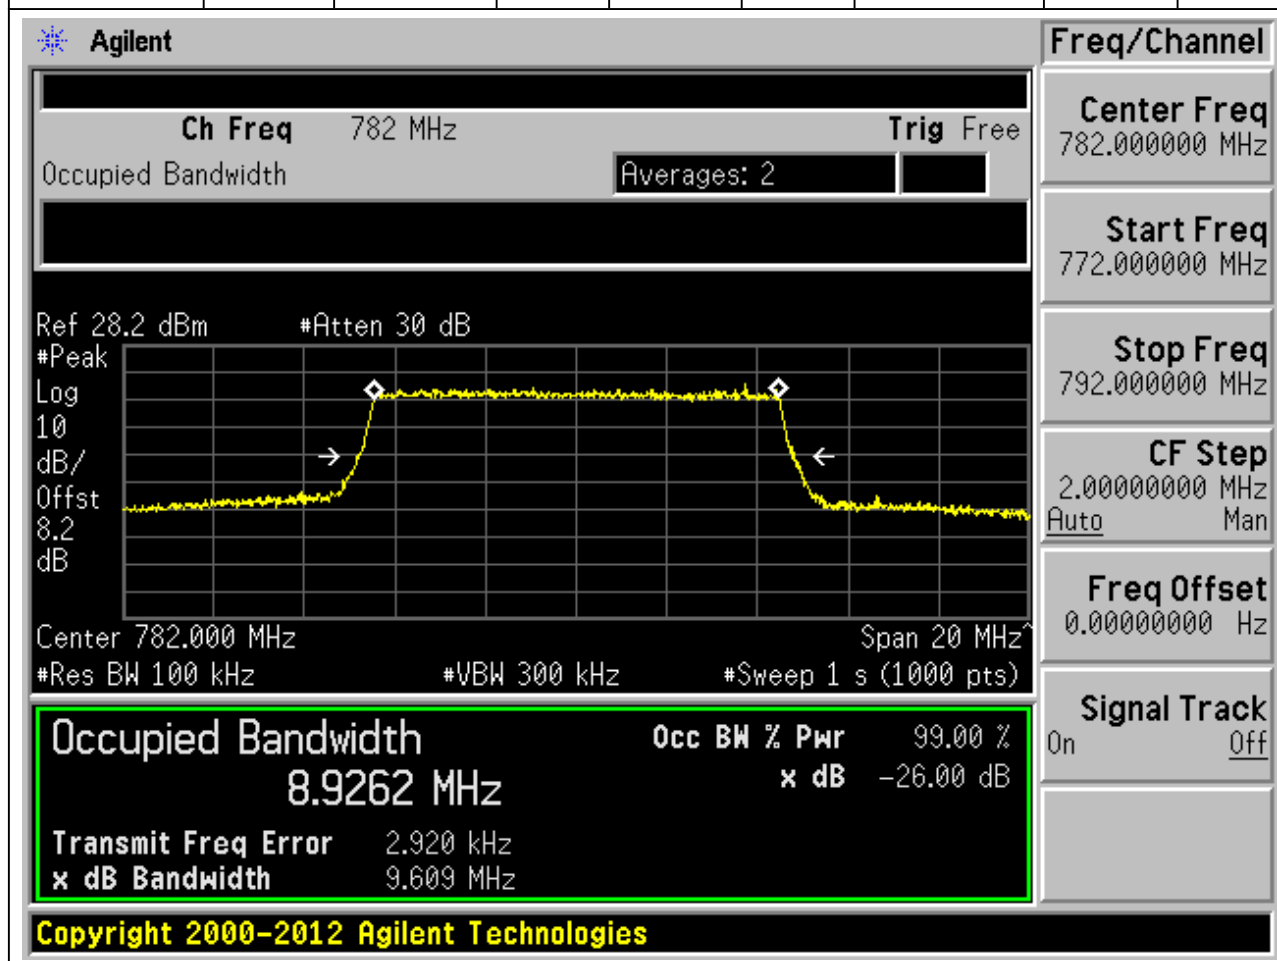 Agilent
Freq/Channel
Ch Freq 782 MHz Trig Free
Occupied Bandwidth Averages: 2
Center Freq
782.000000 MHz
Start Freq
772.000000 MHz
Stop Freq
792.000000 MHz
CF Step
2.00000000 MHz
Auto Man
Freq Offset
0.00000000 Hz
Signal Track
On Off
Ref 28.2 dBm #Atten 30 dB
#Peak
Log
10
dB/
Offst
8.2
dB
Center 782.000 MHz Span 20 MHz^
#Res BW 100 kHz #VBW 300 kHz #Sweep 1 s (1000 pts)
Occupied Bandwidth Occ BW % Pwr 99.00 %
8.9262 MHz x dB -26.00 dB
Transmit Freq Error 2.920 kHz
x dB Bandwidth 9.609 MHz
Copyright 2000-2012 Agilent Technologies